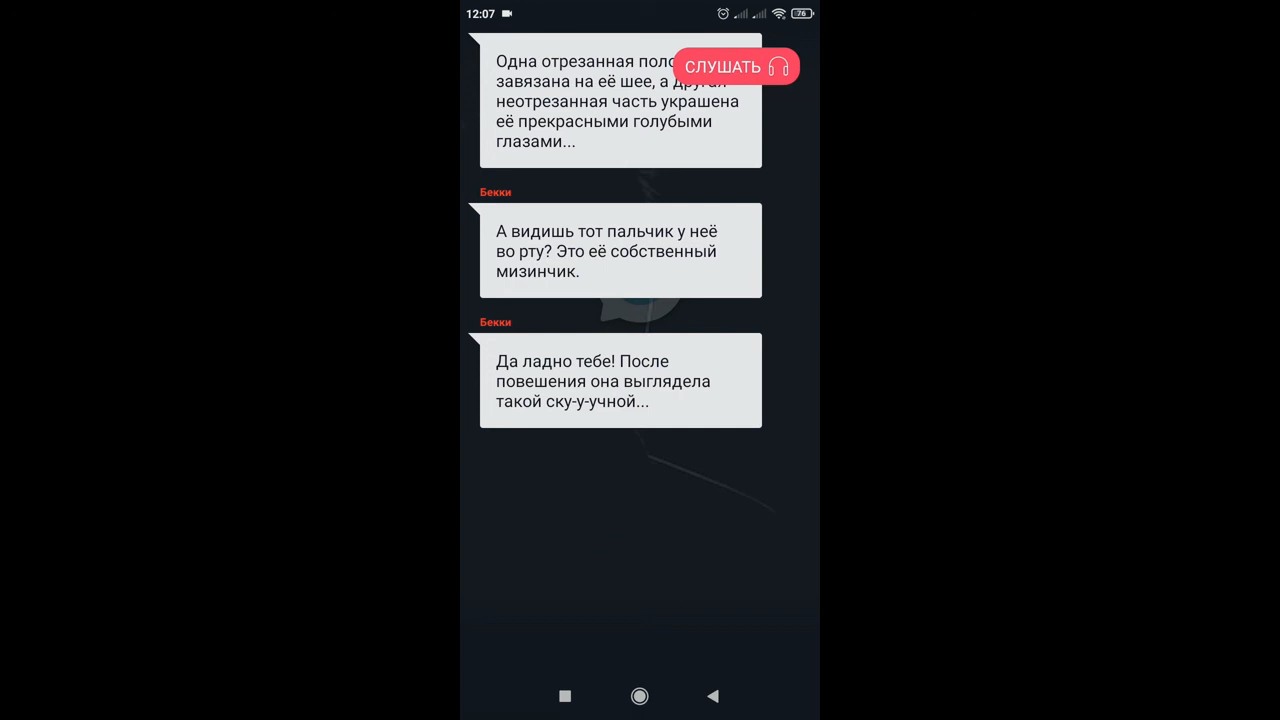 12:07
76
СЛУШАТЬ
Одна отрезанная
завязана на её шее, а другая
неотрезанная часть украшена
её прекрасными голубыми
глазами...
Бекки
А видишь тот пальчик у неё
во рту? Это её собственный
мизинчик.
Бекки
Да ладно тебе! После
повешения она выглядела
такой ску-у-учной...